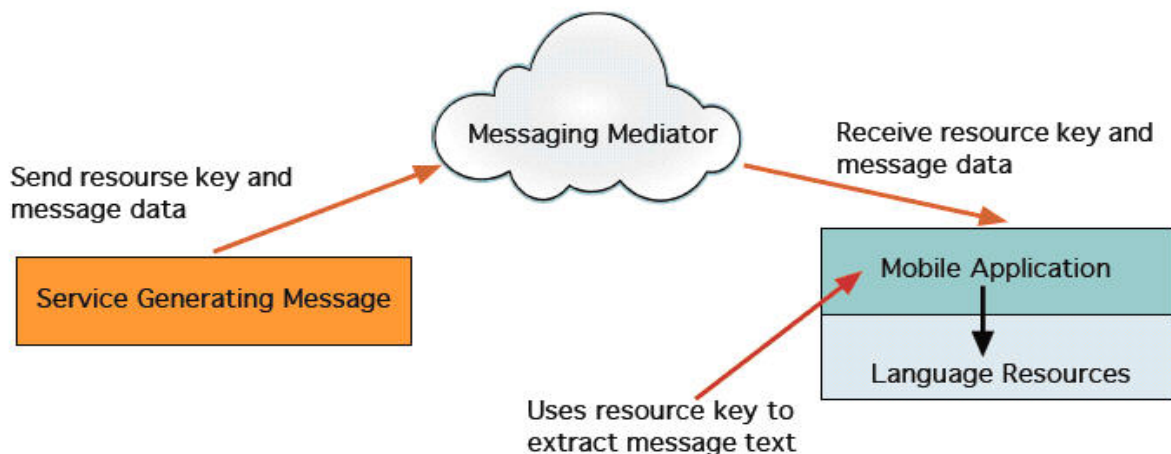 Messaging Mediator
Send resourse key and
message data
Receive resource key and
message data
Service Generating Message
Mobile Application
Language Resources
Uses resource key to
extract message text